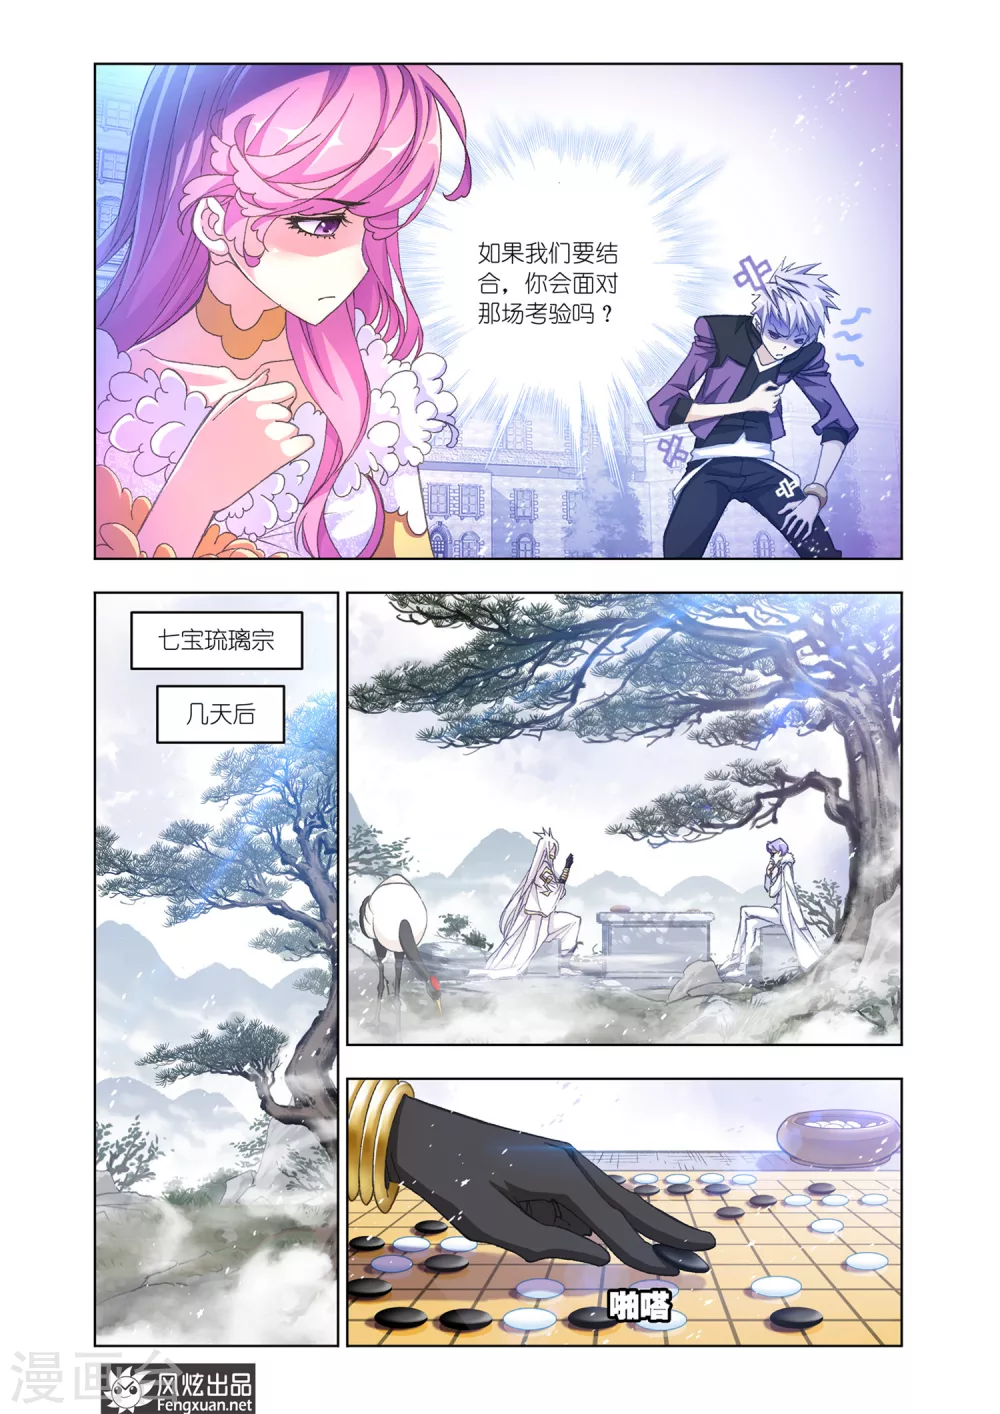 如果我们要结
合，你会面对
那场考验吗？
七宝琉璃宗
几天后
啪嗒
漫画台
风炫出品
Fengxuan.net